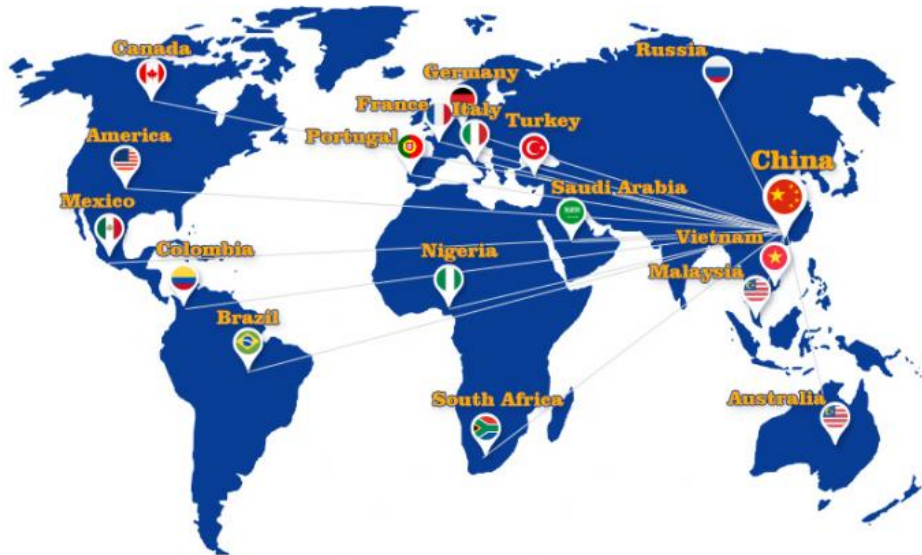 Canada
Russia
Germany
France
Italy
America
Portugal
Turkey
China
Saudi Arabia
Mexico
Vietnam
Colombia
Nigeria
Malaysia
Brazil
South Africa
Australia